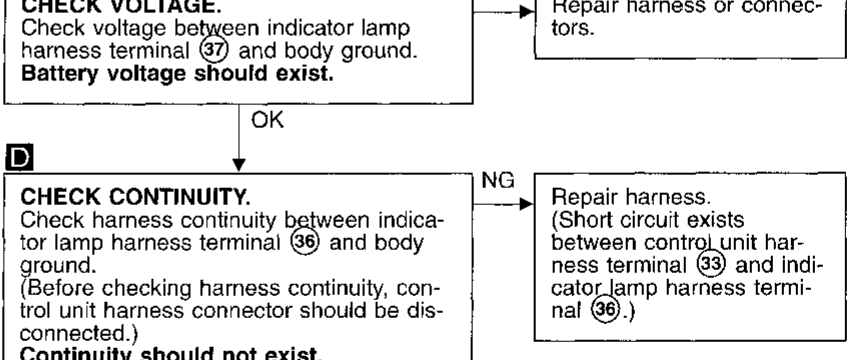 CHECK VOLTAGE.
Check voltage between indicator lamp
harness terminal 37 and body ground.
Battery voltage should exist.
Repair harness or connec-
tors.
OK
D
CHECK CONTINUITY.
Check harness continuity between indica-
tor lamp harness terminal 36 and body
ground.
(Before checking harness continuity, con-
trol unit harness connector should be dis-
connected.)
Continuity should not exist.
NG
Repair harness.
(Short circuit exists
between control unit har-
ness terminal 33 and indi-
cator lamp harness termi-
nal 36.)